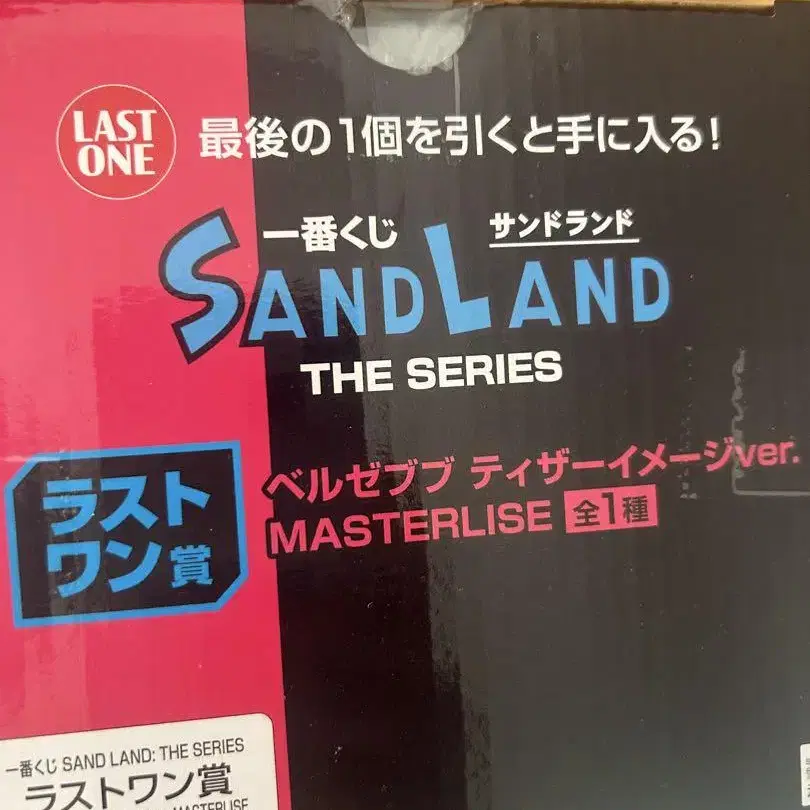 LAST
ONE
最後の1個を引くと手に入る!
一番くじ
サンドランド
SAND LAND
THE SERIES
ラスト
ワン賞
ベルゼブブ ティザーイメージver.
MASTERLISE 全1種
一番くじ SAND LAND: THE SERIES
ラストワン賞
MASTERLISE